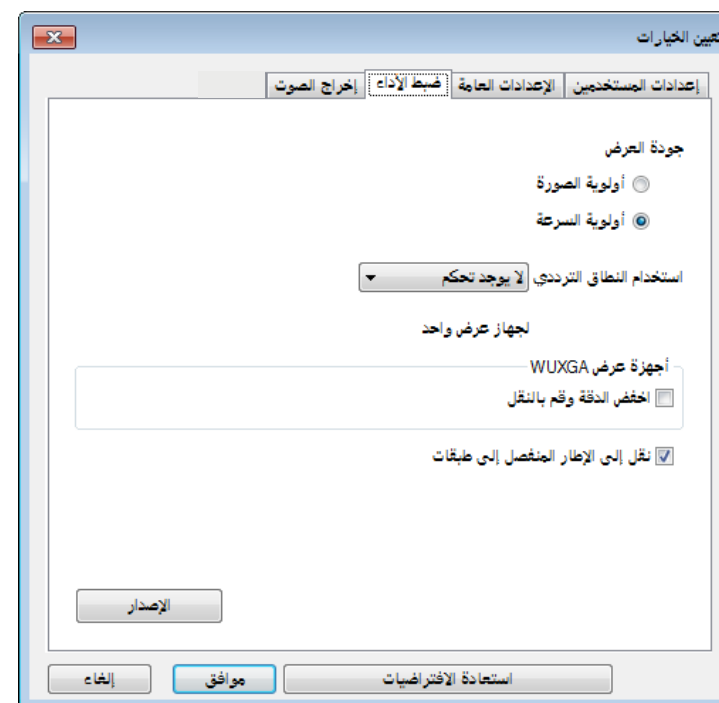 تعيين الخيارات
إعدادات المستخدمين الإعدادات العامة ضبط الأداء إخراج الصوت
جودة العرض
أولوية الصورة
أولوية السرعة
استخدام النطاق الترددي لا يوجد تحكم
لجهاز عرض واحد
أجهزة عرض WUXGA
اخفض الدقة وقم بالنقل
نقل إلى الإطار المنفصل إلى طبقات
الإصدار
استعادة الافتراضيات موافق إلغاء